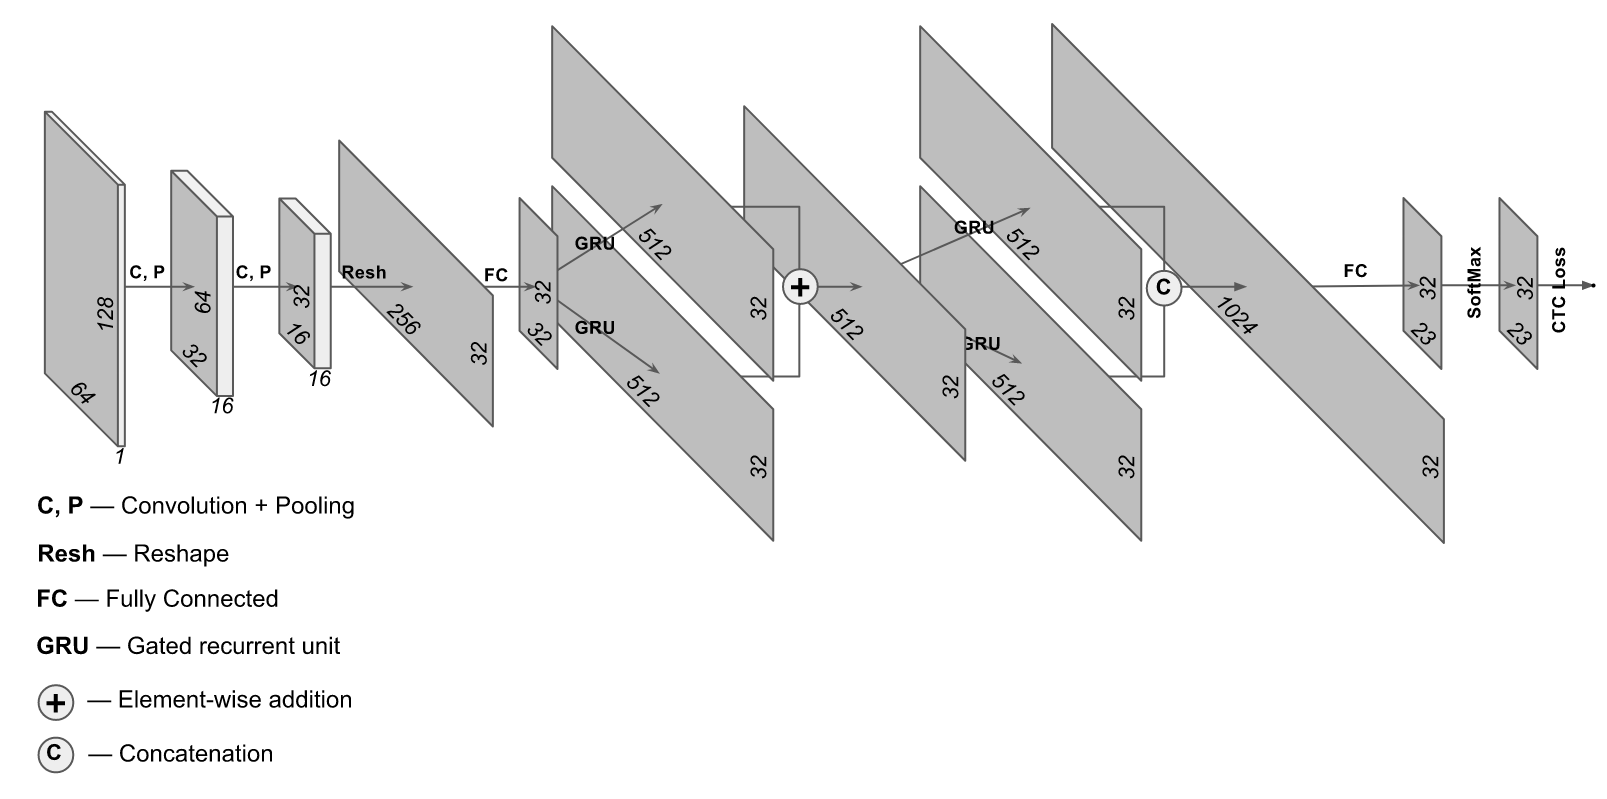 128
64
1
C, P
64
32
16
C, P
32
16
16
Resh
256
32
FC
32
32
GRU
512
32
GRU
512
32
+
512
32
GRU
512
32
GRU
512
32
C
1024
32
FC
32
23
SoftMax
32
23
CTC Loss
C, P — Convolution + Pooling
Resh — Reshape
FC — Fully Connected
GRU — Gated recurrent unit
+ — Element-wise addition
C — Concatenation